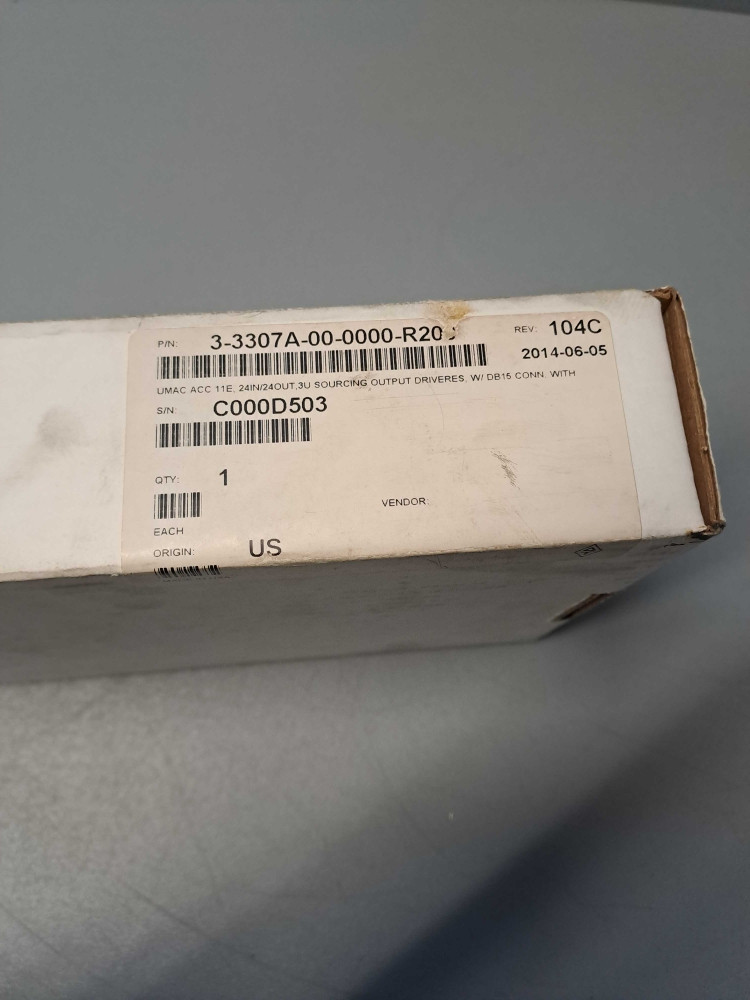 P/N: 3-3307A-00-0000-R20 REV: 104C
2014-06-05
UMAC ACC 11E, 24IN/24OUT,3U SOURCING OUTPUT DRIVERES, W/ DB15 CONN. WITH
S/N: C000D503
QTY: 1
VENDOR:
EACH
ORIGIN: US